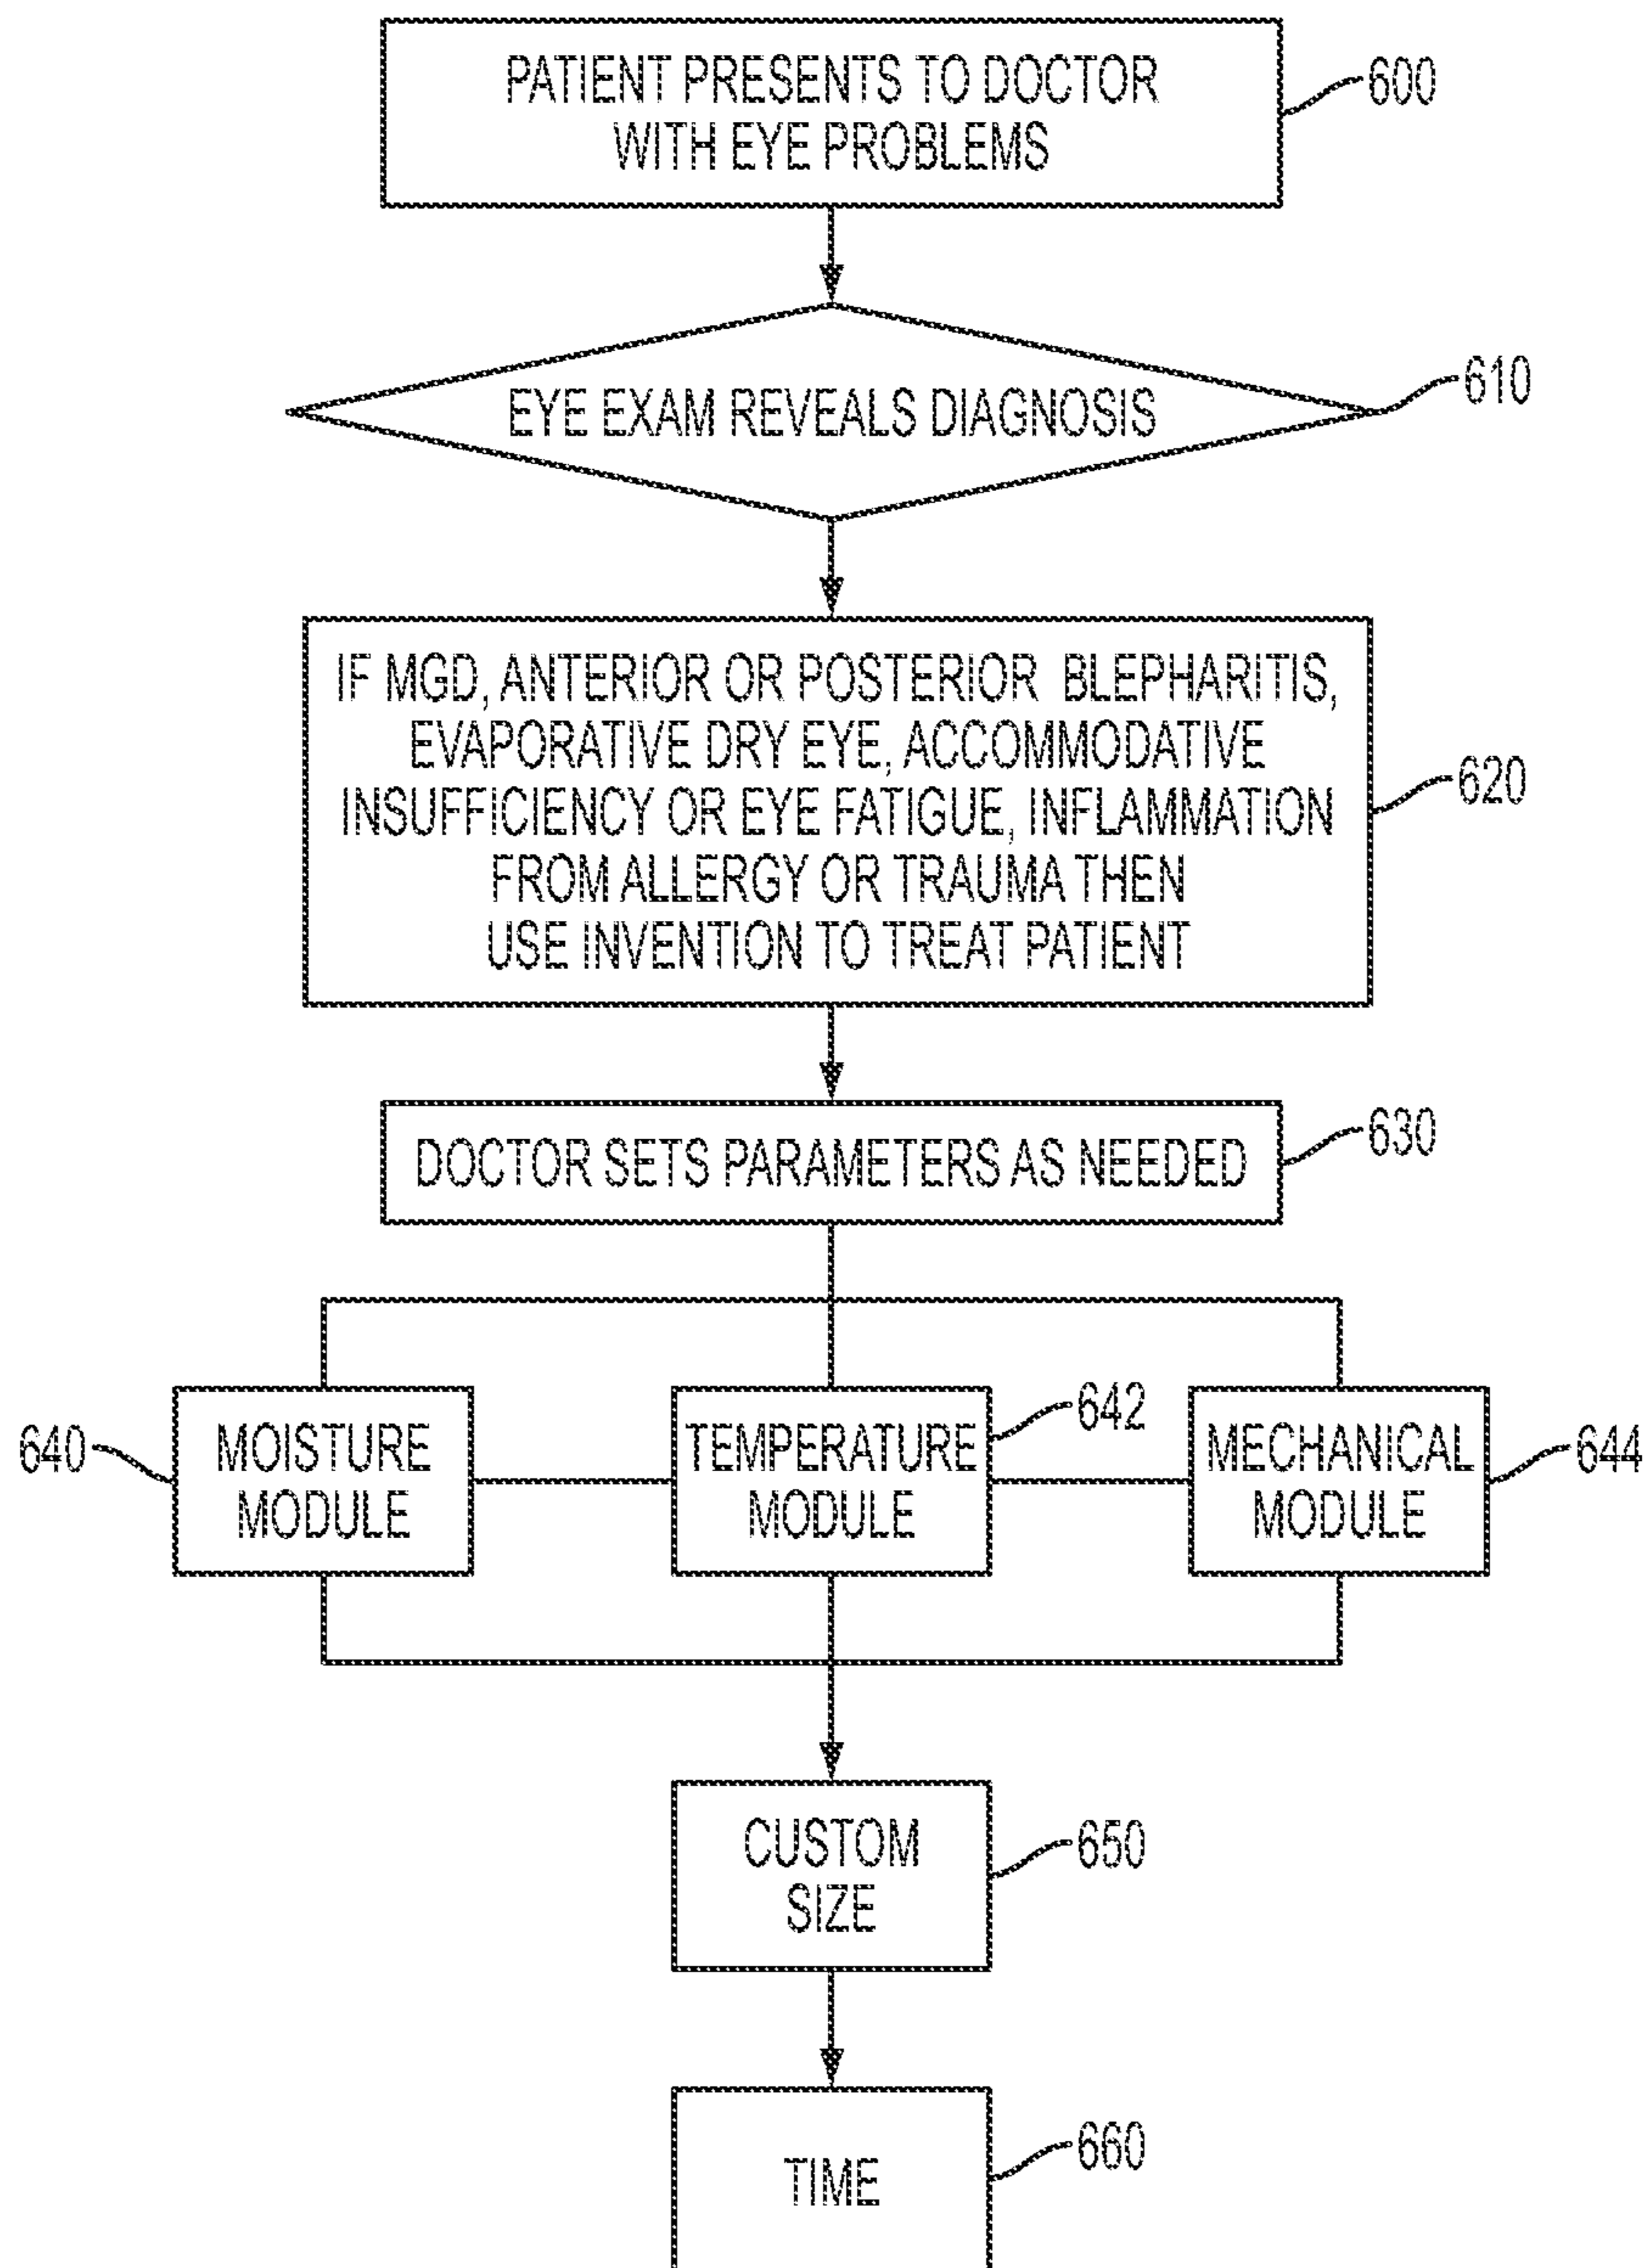 PATIENT PRESENTS TO DOCTOR
WITH EYE PROBLEMS
600
EYE EXAM REVEALS DIAGNOSIS
610
IF MGD, ANTERIOR OR POSTERIOR BLEPHARITIS,
EVAPORATIVE DRY EYE, ACCOMMODATIVE
INSUFFICIENCY OR EYE FATIGUE, INFLAMMATION
FROM ALLERGY OR TRAUMA THEN
USE INVENTION TO TREAT PATIENT
620
DOCTOR SETS PARAMETERS AS NEEDED
630
640
MOISTURE
MODULE
TEMPERATURE
MODULE
642
MECHANICAL
MODULE
644
CUSTOM
SIZE
650
TIME
660